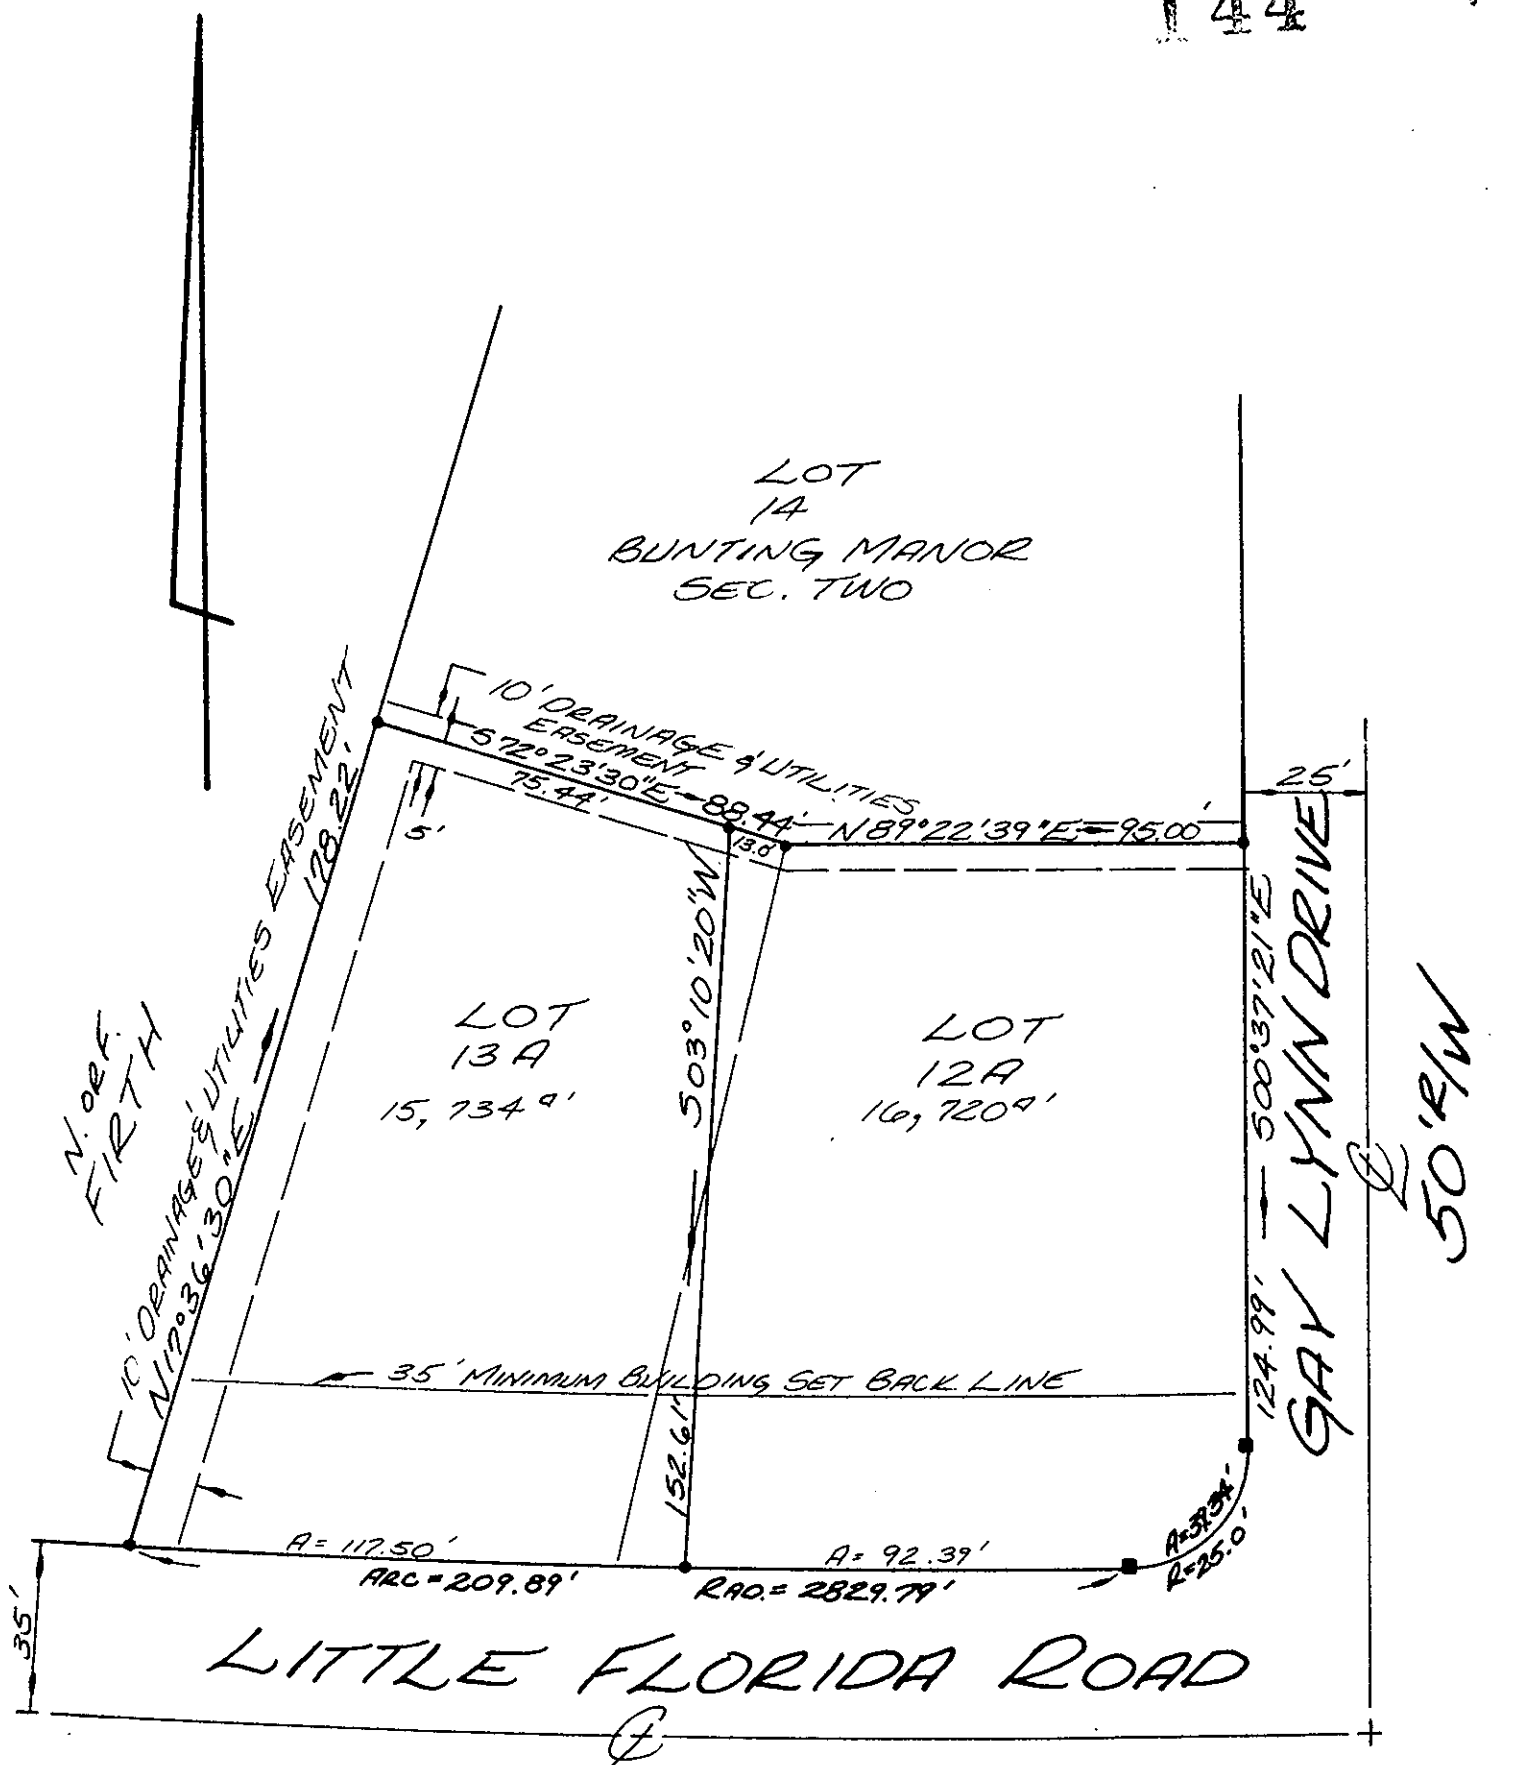 144
LOT
14
BUNTING MANOR
SEC. TWO
10' DRAINAGE & UTILITIES
EASEMENT
S72°23'30"E
88.44'
75.44'
13.0
5'
N89°22'39"E
95.00'
25'
10' DRAINAGE & UTILITIES EASEMENT
N17°36'30"E
128.22'
N. OR F.
FIRTH
LOT
13A
15,734 □'
S03°10'20"W
152.61'
LOT
12A
16,720 □'
S00°37'21"E
124.99'
GAY LYNN DRIVE
℄
50' R/W
35' MINIMUM BUILDING SET BACK LINE
A= 117.50'
A= 92.39'
ARC = 209.89'
RAD.= 2829.79'
R=25.0'
35'
LITTLE FLORIDA ROAD
℄